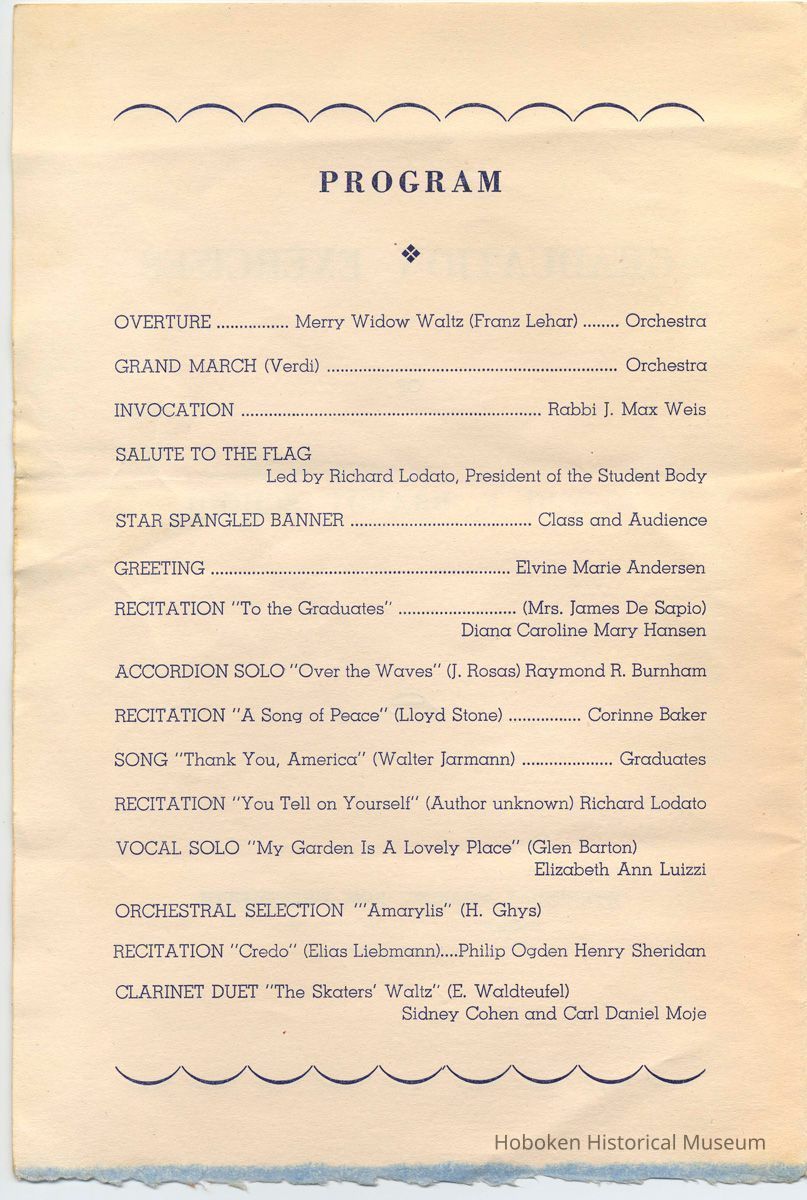 PROGRAM
OVERTURE ................ Merry Widow Waltz (Franz Lehar) ........ Orchestra
GRAND MARCH (Verdi) ................................................................ Orchestra
INVOCATION .................................................................. Rabbi J. Max Weis
SALUTE TO THE FLAG
Led by Richard Lodato, President of the Student Body
STAR SPANGLED BANNER ........................................ Class and Audience
GREETING .................................................................. Elvine Marie Andersen
RECITATION "To the Graduates" .......................... (Mrs. James De Sapio)
Diana Caroline Mary Hansen
ACCORDION SOLO "Over the Waves" (J. Rosas) Raymond R. Burnham
RECITATION "A Song of Peace" (Lloyd Stone) ................ Corinne Baker
SONG "Thank You, America" (Walter Jarmann) .................... Graduates
RECITATION "You Tell on Yourself" (Author unknown) Richard Lodato
VOCAL SOLO "My Garden Is A Lovely Place" (Glen Barton)
Elizabeth Ann Luizzi
ORCHESTRAL SELECTION "'Amarylis" (H. Ghys)
RECITATION "Credo" (Elias Liebmann)....Philip Ogden Henry Sheridan
CLARINET DUET "The Skaters' Waltz" (E. Waldteufel)
Sidney Cohen and Carl Daniel Moje
Hoboken Historical Museum